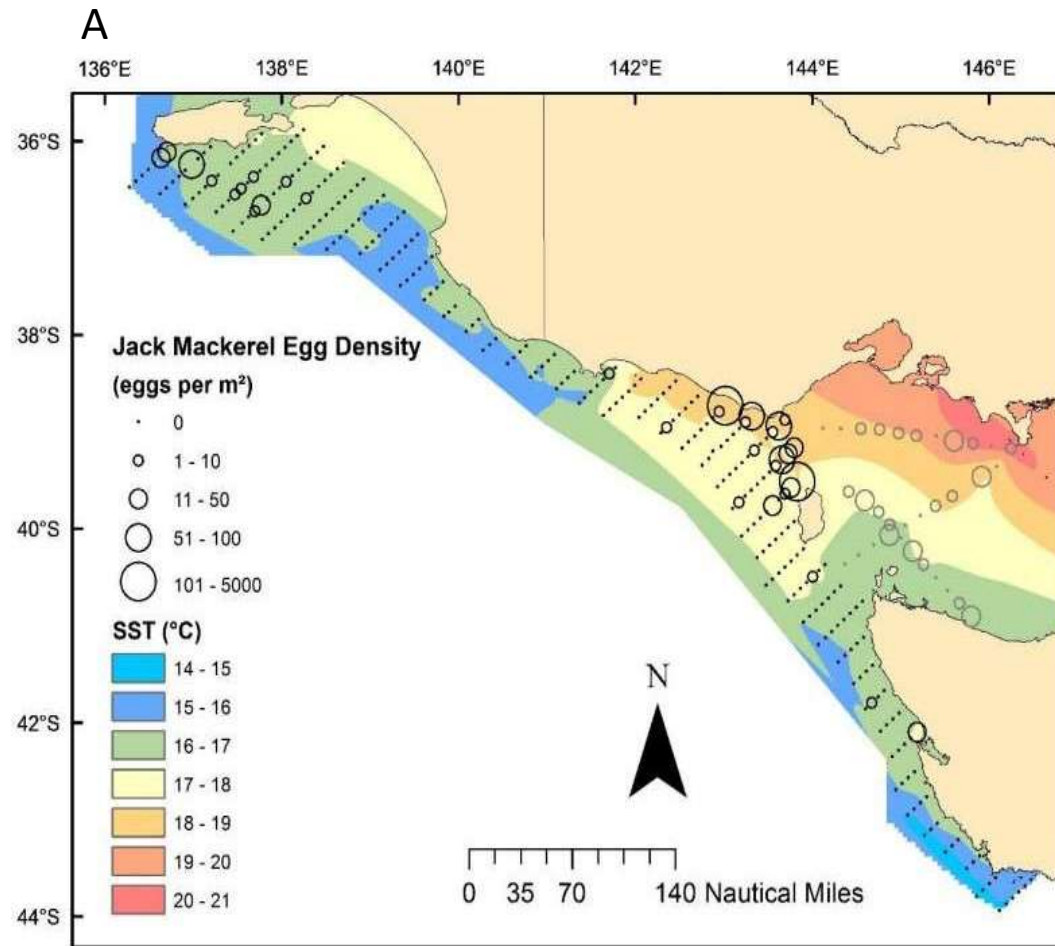 A
136°E 138°E 140°E 142°E 144°E 146°E
36°S
38°S
40°S
42°S
44°S
Jack Mackerel Egg Density
(eggs per m²)
0
1 - 10
11 - 50
51 - 100
101 - 5000
SST (°C)
14 - 15
15 - 16
16 - 17
17 - 18
18 - 19
19 - 20
20 - 21
N
0 35 70 140 Nautical Miles